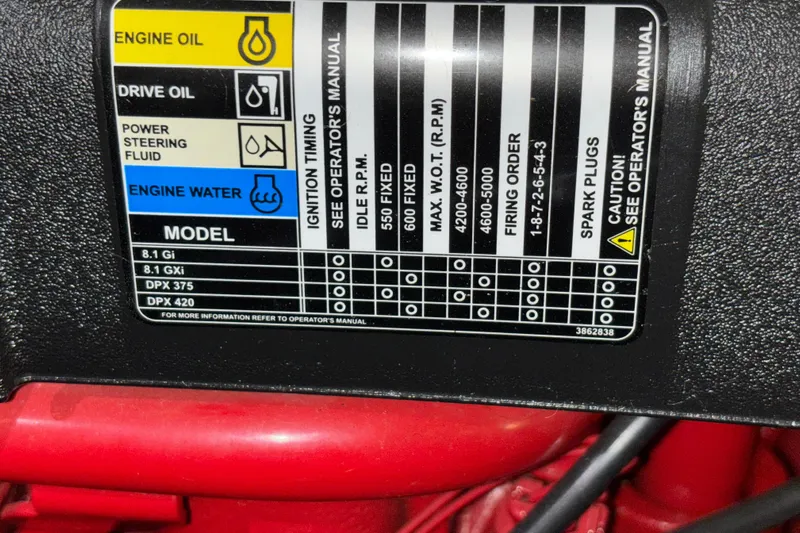 ENGINE OIL
DRIVE OIL
POWER
STEERING
FLUID
ENGINE WATER
MODEL
IGNITION TIMING
SEE OPERATOR'S MANUAL
IDLE R.P.M.
550 FIXED
600 FIXED
MAX. W.O.T. (R.P.M)
4200-4600
4600-5000
FIRING ORDER
1-8-7-2-6-5-4-3
SPARK PLUGS
CAUTION!
SEE OPERATOR'S MANUAL
8.1 Gi
8.1 GXi
DPX 375
DPX 420
FOR MORE INFORMATION REFER TO OPERATOR'S MANUAL
3862838